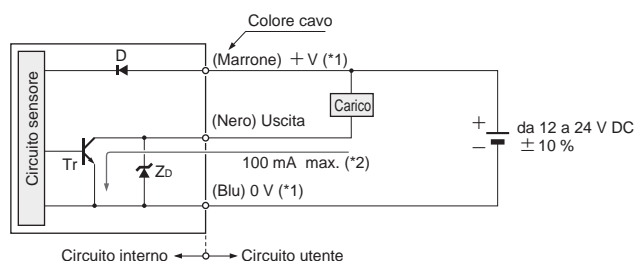 Colore cavo
D
(Marrone) + V (*1)
Circuito sensore
Carico
(Nero) Uscita
+
da 12 a 24 V DC
− ± 10 %
Tr
ZD
100 mA max. (*2)
(Blu) 0 V (*1)
Circuito interno
Circuito utente